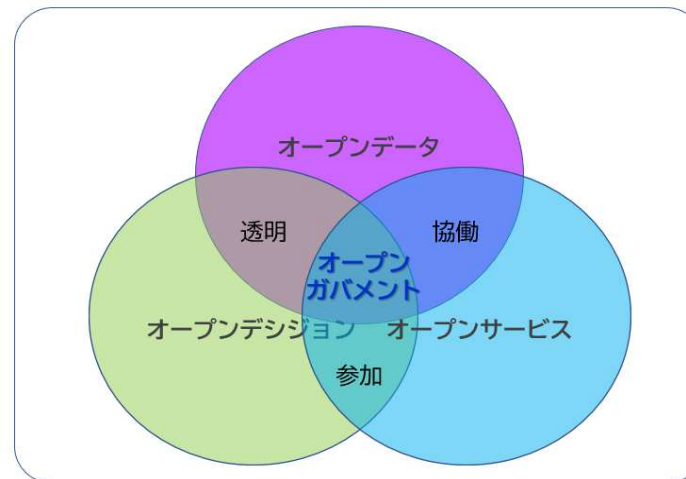 オープンデータ
透明
協働
オープン
ガバメント
オープンデシジョン
オープンサービス
参加